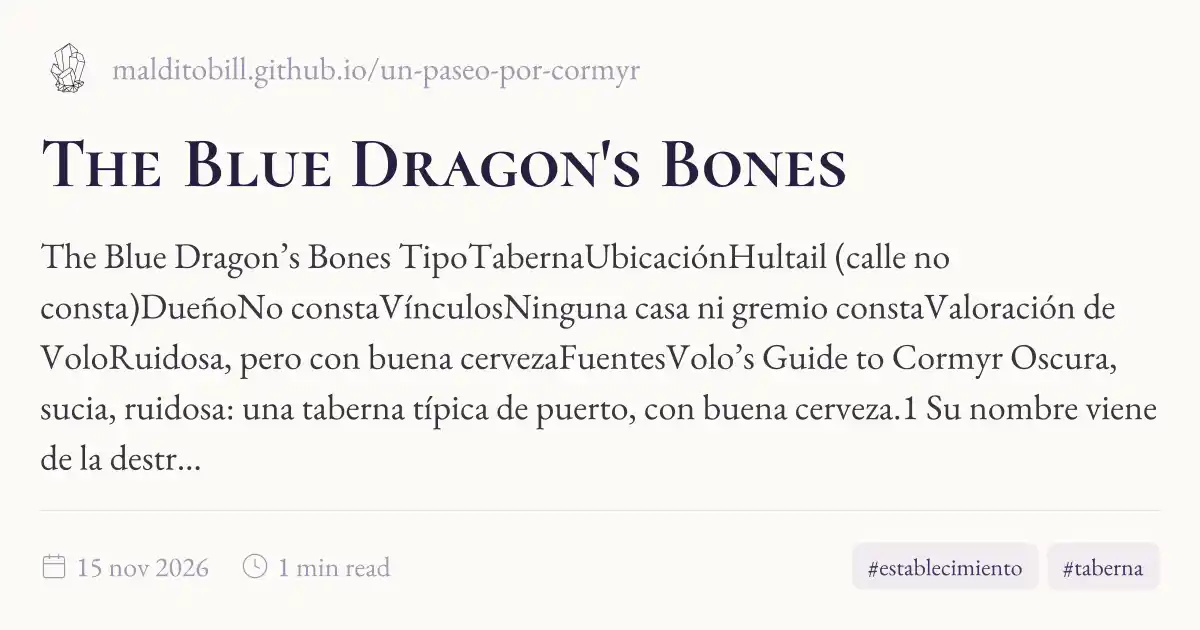 malditobill.github.io/un-paseo-por-cormyr
The Blue Dragon's Bones
The Blue Dragon’s Bones TipoTabernaUbicaciónHultail (calle no
consta)DueñoNo constaVínculosNinguna casa ni gremio constaValoración de
VoloRuidosa, pero con buena cervezaFuentesVolo’s Guide to Cormyr Oscura,
sucia, ruidosa: una taberna típica de puerto, con buena cerveza.1 Su nombre viene
de la destr...
15 nov 2026 1 min read #establecimiento #taberna